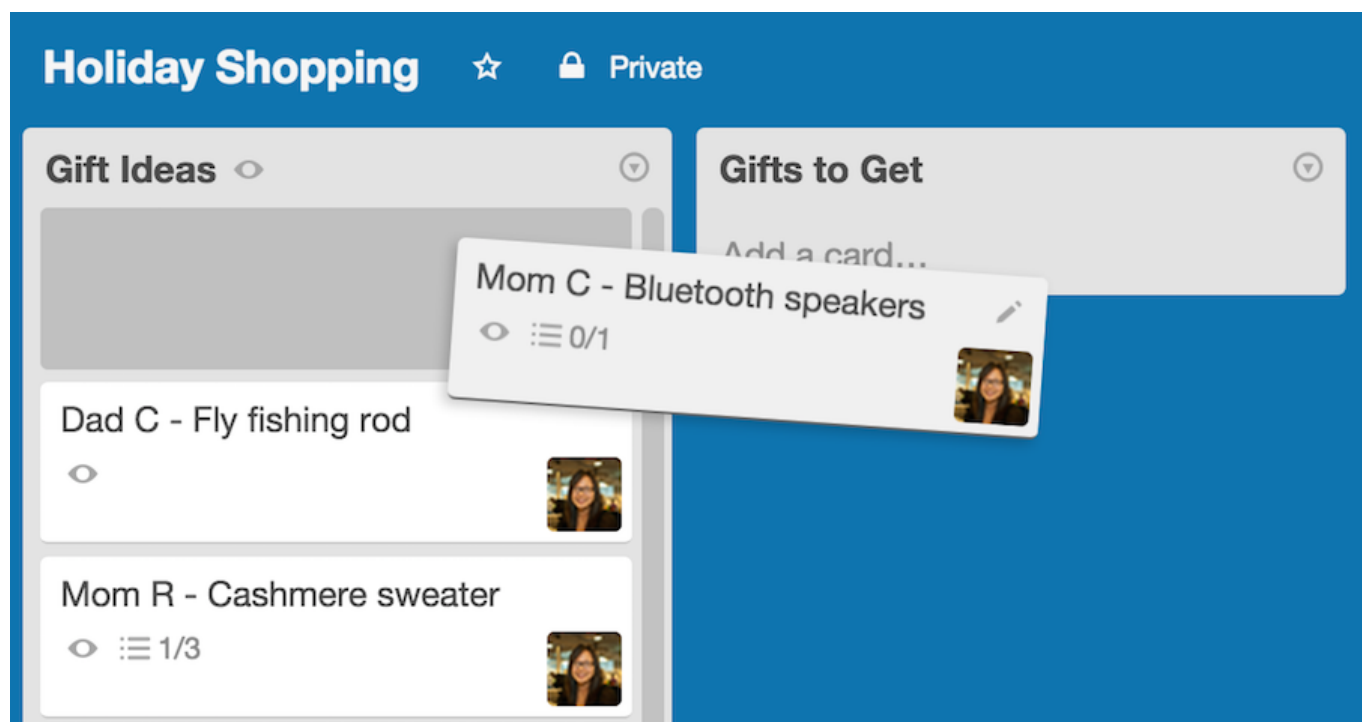 Holiday Shopping Private
Gift Ideas
Gifts to Get
Add a card...
Mom C - Bluetooth speakers
0/1
Dad C - Fly fishing rod
Mom R - Cashmere sweater
1/3